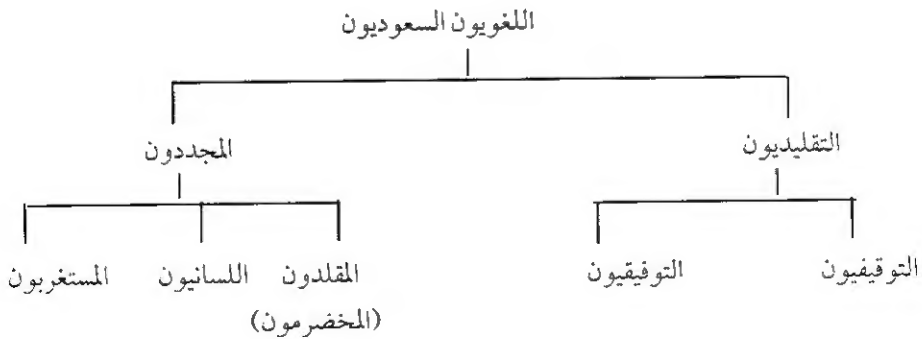 اللغويون السعوديون
التقليديون المجددون
التوقيفيون التوفيقيون المقلدون اللسانيون المستغربون
(المخضرمون)